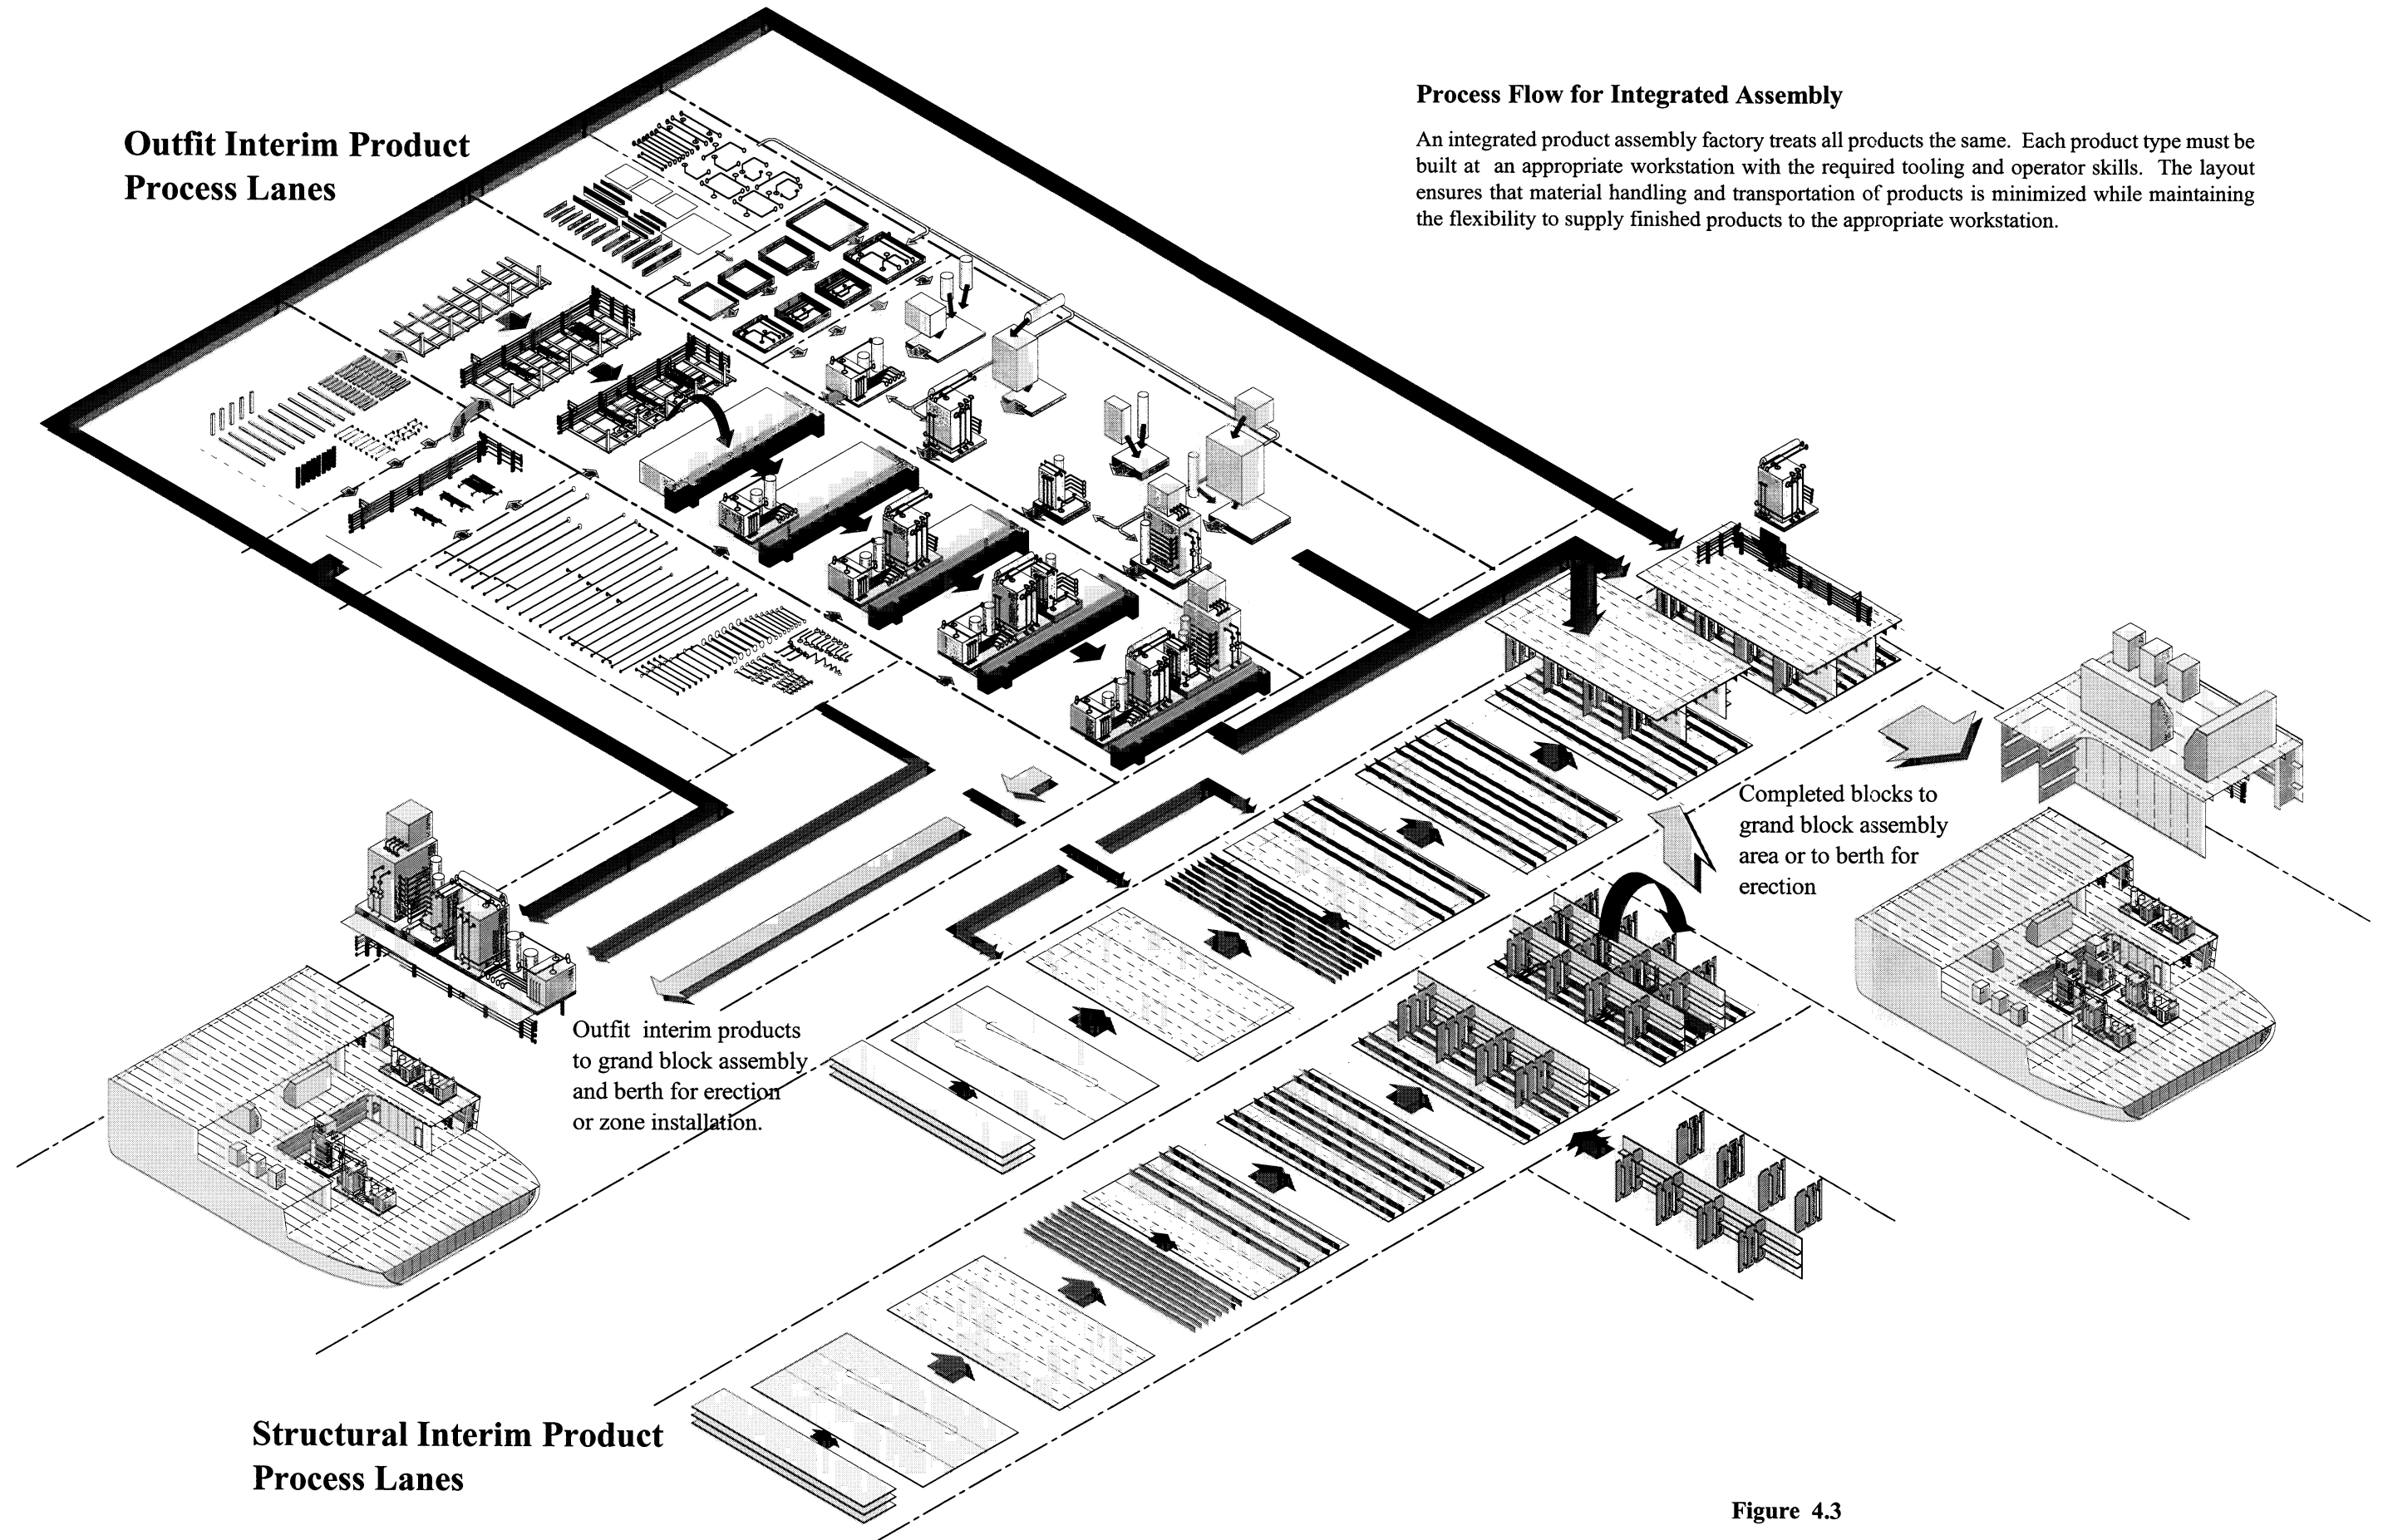 Process Flow for Integrated Assembly
An integrated product assembly factory treats all products the same. Each product type must be
built at an appropriate workstation with the required tooling and operator skills. The layout
ensures that material handling and transportation of products is minimized while maintaining
the flexibility to supply finished products to the appropriate workstation.
Outfit Interim Product
Process Lanes
Completed blocks to
grand block assembly
area or to berth for
erection
Outfit interim products
to grand block assembly
and berth for erection
or zone installation.
Structural Interim Product
Process Lanes
Figure 4.3